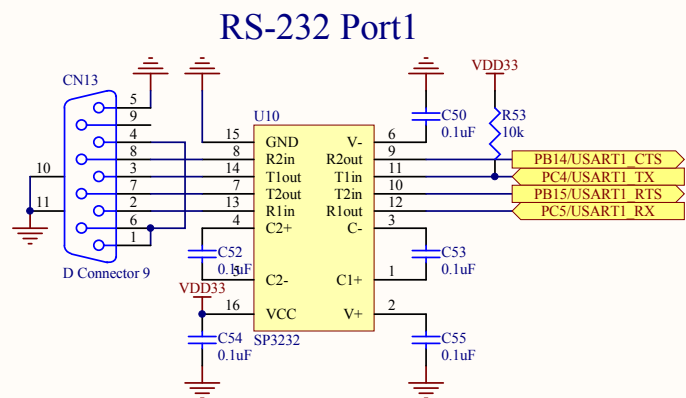 RS-232 Port1
CN13
5
9
4
8
3
7
2
6
1
10
11
D Connector 9
U10
15 GND V- 6
8 R2in R2out 9
14 T1out T1in 11
7 T2out T2in 10
13 R1in R1out 12
4 C2+ C- 3
5 C2- C1+ 1
16 VCC V+ 2
SP3232
C50
0.1uF
VDD33
R53
10k
PB14/USART1_CTS
PC4/USART1_TX
PB15/USART1_RTS
PC5/USART1_RX
C52
0.1uF
C53
0.1uF
VDD33
C54
0.1uF
C55
0.1uF